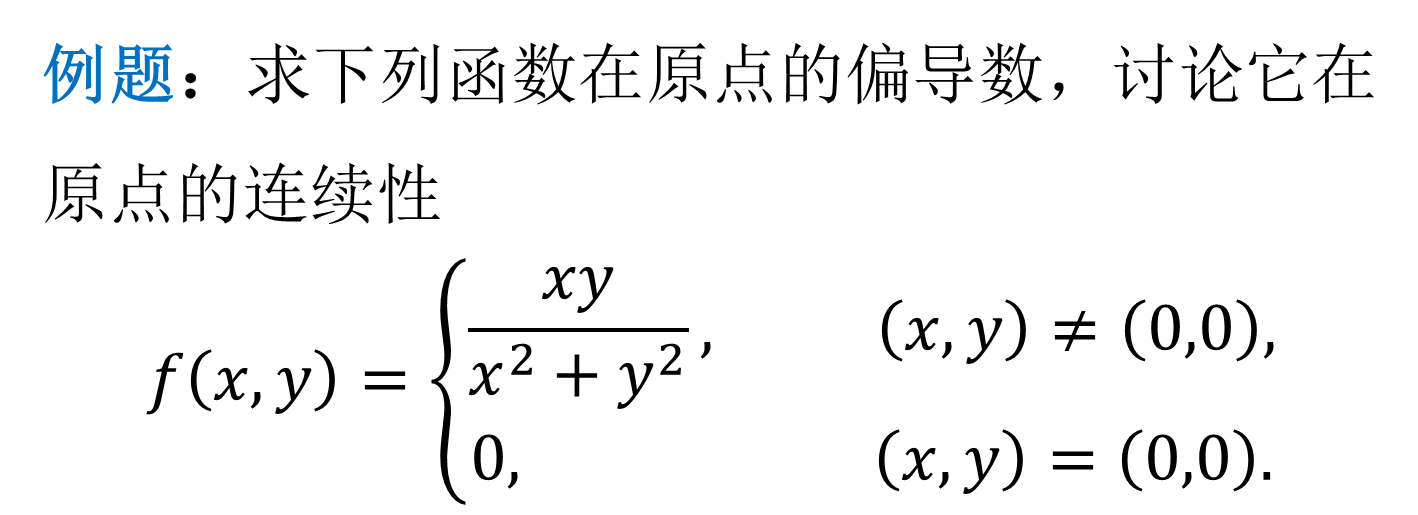 例题：求下列函数在原点的偏导数，讨论它在
原点的连续性
f(x, y) = { xy / (x² + y²), (x, y) ≠ (0,0),
0, (x, y) = (0,0).